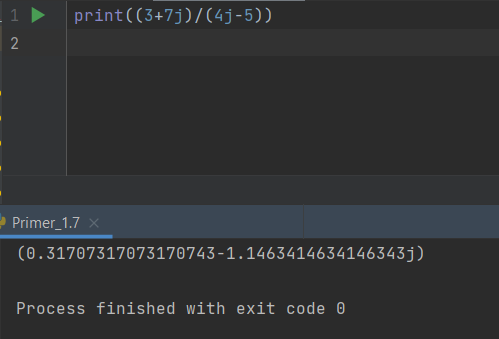 1 print((3+7j)/(4j-5))
2
Primer_1.7 ×
(0.31707317073170743-1.1463414634146343j)
Process finished with exit code 0